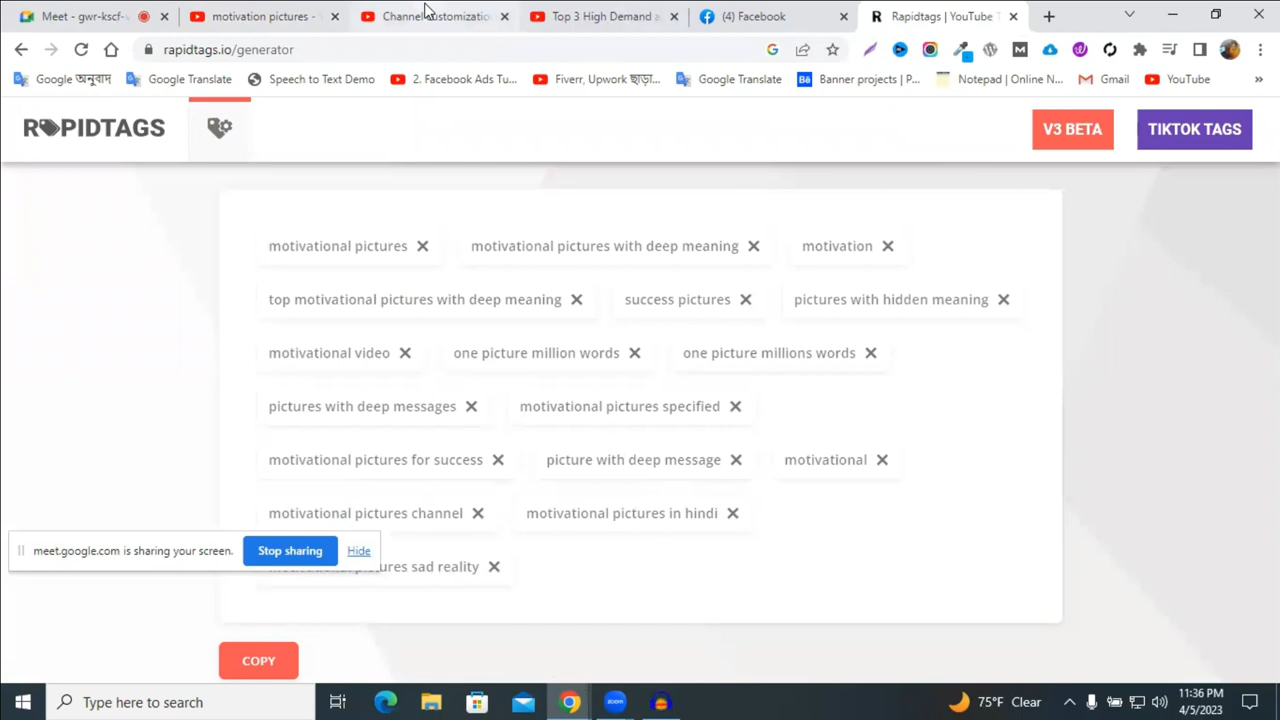 Meet - gwr-kscf-
motivation pictures -
Channel customizatio
Top 3 High Demand a
(4) Facebook
Rapidtags | YouTube T
rapidtags.io/generator
Google অনুবাদ
Google Translate
Speech to Text Demo
2. Facebook Ads Tu...
Fiverr, Upwork ছাড়া...
Google Translate
Banner projects | P...
Notepad | Online N...
Gmail
YouTube
RAPIDTAGS
V3 BETA
TIKTOK TAGS
motivational pictures
motivational pictures with deep meaning
motivation
top motivational pictures with deep meaning
success pictures
pictures with hidden meaning
motivational video
one picture million words
one picture millions words
pictures with deep messages
motivational pictures specified
motivational pictures for success
picture with deep message
motivational
motivational pictures channel
motivational pictures in hindi
meet.google.com is sharing your screen.
Stop sharing
Hide
ures sad reality
COPY
Type here to search
75°F Clear
11:36 PM
4/5/2023